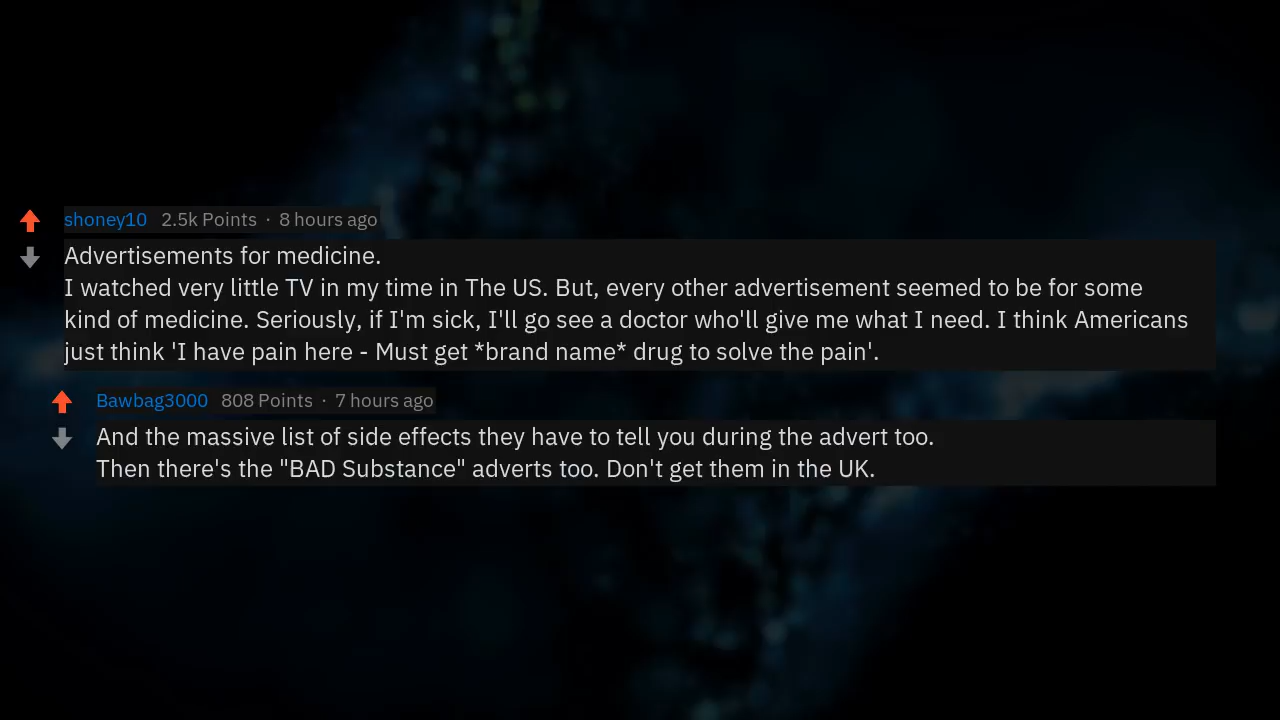 shoney10 2.5k Points · 8 hours ago
Advertisements for medicine.
I watched very little TV in my time in The US. But, every other advertisement seemed to be for some
kind of medicine. Seriously, if I'm sick, I'll go see a doctor who'll give me what I need. I think Americans
just think 'I have pain here - Must get *brand name* drug to solve the pain'.
Bawbag3000 808 Points · 7 hours ago
And the massive list of side effects they have to tell you during the advert too.
Then there's the "BAD Substance" adverts too. Don't get them in the UK.